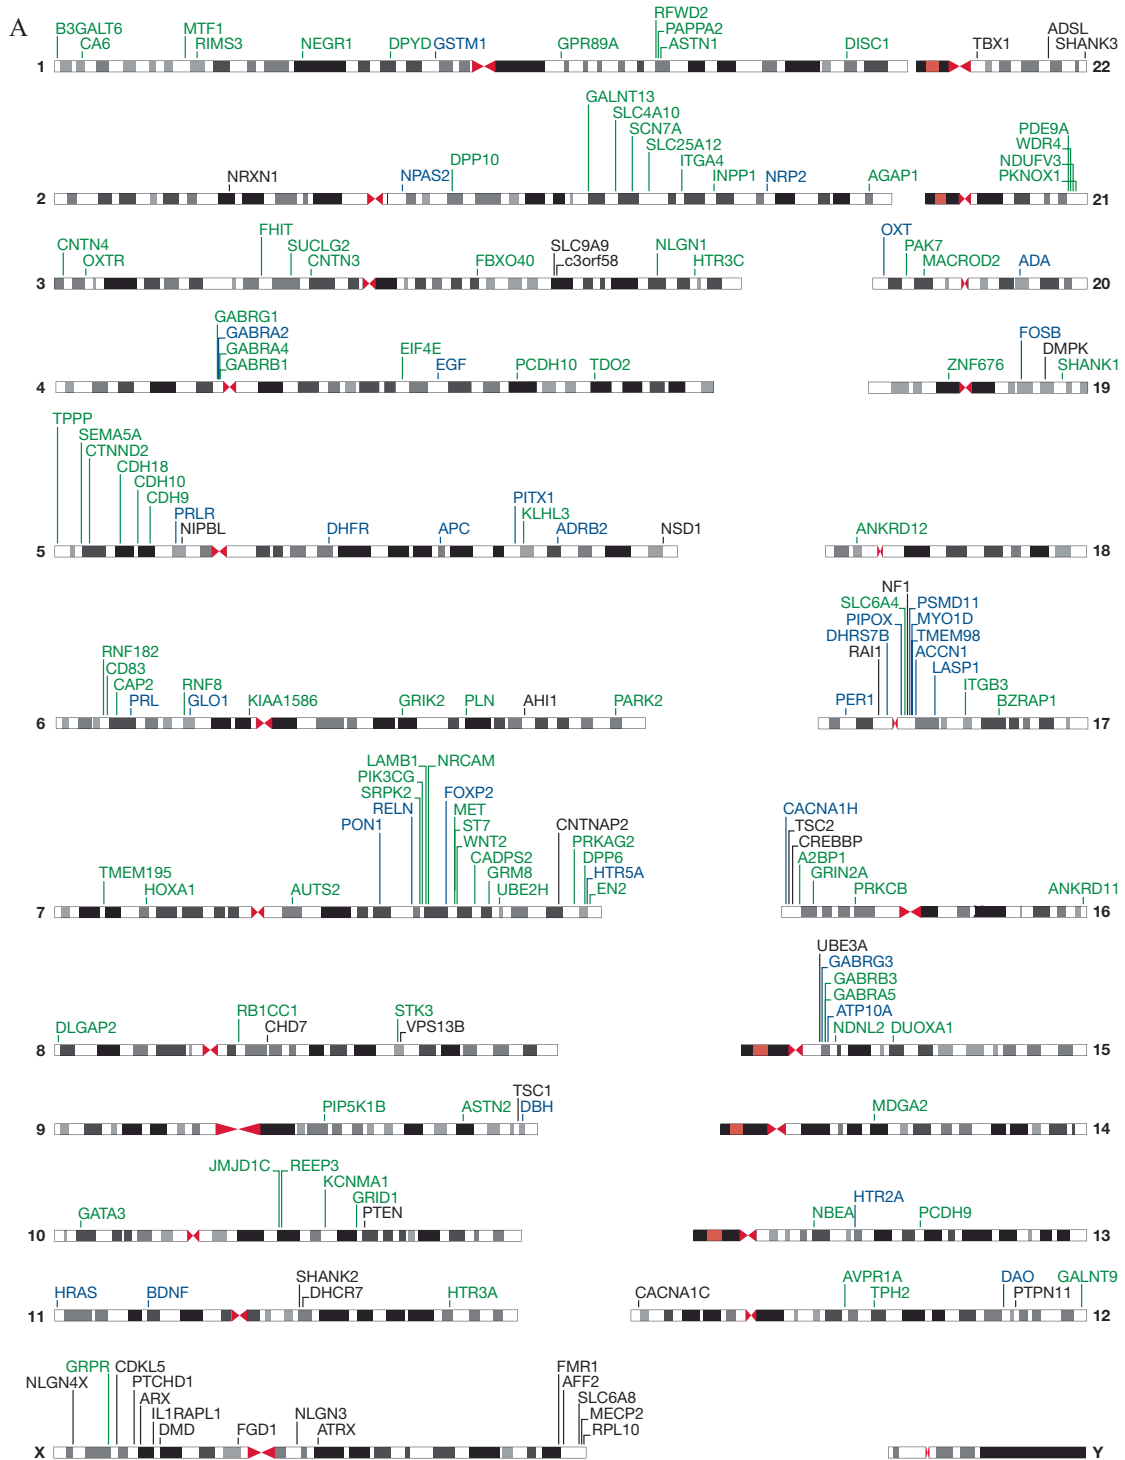 A
B3GALT6 MTF1 RFWD2 ADSL
CA6 RIMS3 NEGR1 DPYD GSTM1 GPR89A PAPPA2 DISC1 TBX1 SHANK3
ASTN1
1 22
GALNT13
SLC4A10
SCN7A PDE9A
SLC25A12 WDR4
DPP10 ITGA4 NDUFV3
NRXN1 NPAS2 INPP1 NRP2 AGAP1 PKNOX1
2 21
FHIT OXT
CNTN4 SUCLG2 SLC9A9 NLGN1 PAK7
OXTR CNTN3 FBXO40 c3orf58 HTR3C MACROD2 ADA
3 20
GABRG1
GABRA2 FOSB
GABRA4 EIF4E DMPK
GABRB1 EGF PCDH10 TDO2 ZNF676 SHANK1
4 19
TPPP
SEMA5A
CTNND2
CDH18
CDH10
CDH9 PITX1
PRLR KLHL3
NIPBL DHFR APC ADRB2 NSD1 ANKRD12
5 18
NF1
SLC6A4 PSMD11
PIPOX MYO1D
DHRS7B TMEM98
RNF182 RAI1 ACCN1
CD83 LASP1
CAP2 RNF8 ITGB3
PRL GLO1 KIAA1586 GRIK2 PLN AHI1 PARK2 PER1 BZRAP1
6 17
LAMB1 NRCAM
PIK3CG
SRPK2 FOXP2
RELN MET CACNA1H
PON1 ST7 CNTNAP2 TSC2
WNT2 PRKAG2 CREBBP
CADPS2 DPP6 A2BP1
TMEM195 GRM8 HTR5A GRIN2A
HOXA1 AUTS2 UBE2H EN2 PRKCB ANKRD11
7 16
UBE3A
GABRG3
GABRB3
GABRA5
RB1CC1 STK3 ATP10A
DLGAP2 CHD7 VPS13B NDNL2 DUOXA1
8 15
TSC1
PIP5K1B ASTN2 DBH MDGA2
9 14
JMJD1C REEP3
KCNMA1
GRID1 HTR2A
GATA3 PTEN NBEA PCDH9
10 13
SHANK2 AVPR1A DAO GALNT9
HRAS BDNF DHCR7 HTR3A CACNA1C TPH2 PTPN11
11 12
GRPR CDKL5 FMR1
NLGN4X PTCHD1 AFF2
ARX SLC6A8
IL1RAPL1 NLGN3 MECP2
DMD FGD1 ATRX RPL10
X Y